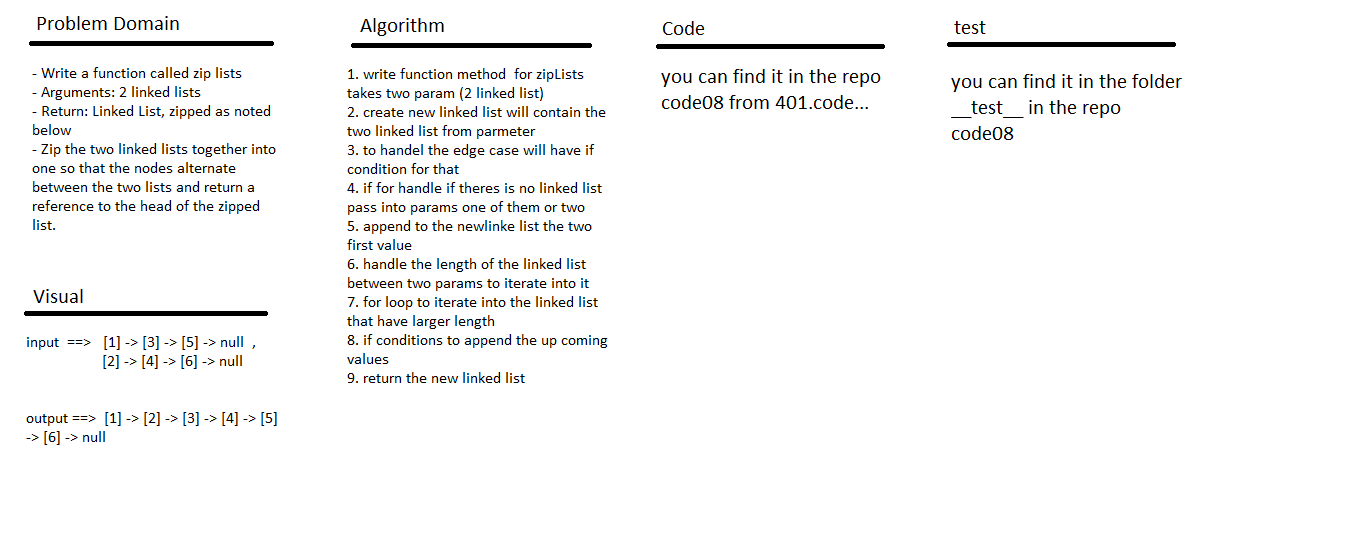 Problem Domain
- Write a function called zip lists
- Arguments: 2 linked lists
- Return: Linked List, zipped as noted
below
- Zip the two linked lists together into
one so that the nodes alternate
between the two lists and return a
reference to the head of the zipped
list.
Visual
input ==> [1] -> [3] -> [5] -> null ,
[2] -> [4] -> [6] -> null
output ==> [1] -> [2] -> [3] -> [4] -> [5]
-> [6] -> null
Algorithm
1. write function method for zipLists
takes two param (2 linked list)
2. create new linked list will contain the
two linked list from parmeter
3. to handel the edge case will have if
condition for that
4. if for handle if theres is no linked list
pass into params one of them or two
5. append to the newlinke list the two
first value
6. handle the length of the linked list
between two params to iterate into it
7. for loop to iterate into the linked list
that have larger length
8. if conditions to append the up coming
values
9. return the new linked list
Code
you can find it in the repo
code08 from 401.code...
test
you can find it in the folder
__test__ in the repo
code08